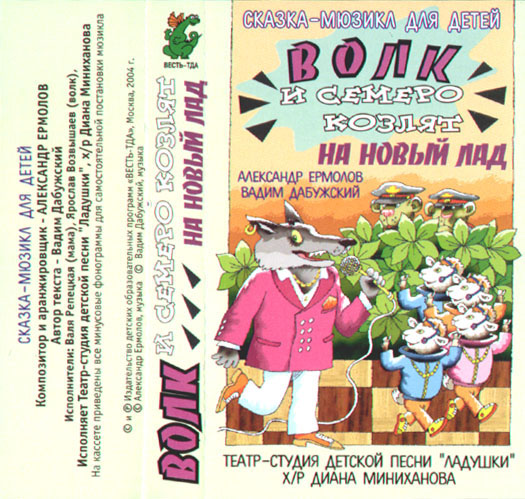 СКАЗКА-МЮЗИКЛ ДЛЯ ДЕТЕЙ
Композитор и аранжировщик - АЛЕКСАНДР ЕРМОЛОВ
Автор текста - Вадим Дабужский
Исполнители: Валя Репецкая (мама), Ярослав Возвышаев (волк),
Исполняет Театр-студия детской песни "Ладушки", х/р Диана Миниханова
На кассете приведены все минусовые фонограммы для самостоятельной постановки мюзикла
ВЕСТЬ-ТДА
ВОЛК И СЕМЕРО КОЗЛЯТ
НА НОВЫЙ ЛАД
© и ℗ Издательство детских образовательных программ «ВЕСТЬ-ТДА», Москва, 2004 г.
© Александр Ермолов, музыка © Вадим Дабужский, музыка
СКАЗКА-МЮЗИКЛ ДЛЯ ДЕТЕЙ
ВОЛК
И СЕМЕРО
КОЗЛЯТ
НА НОВЫЙ ЛАД
АЛЕКСАНДР ЕРМОЛОВ
ВАДИМ ДАБУЖСКИЙ
ТЕАТР-СТУДИЯ ДЕТСКОЙ ПЕСНИ "ЛАДУШКИ"
Х/Р ДИАНА МИНИХАНОВА